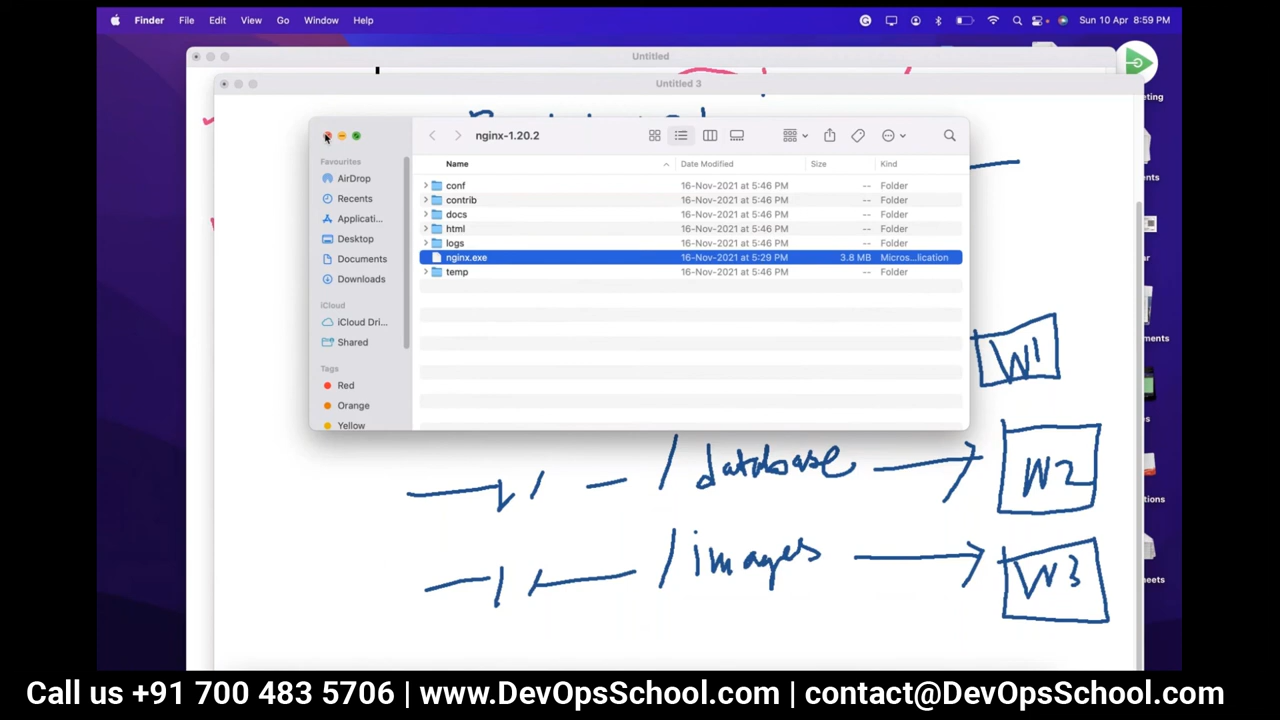 Finder File Edit View Go Window Help Sun 10 Apr 8:59 PM
Untitled
Untitled 3
nginx-1.20.2
Favourites
AirDrop
Recents
Applicati...
Desktop
Documents
Downloads
iCloud
iCloud Dri...
Shared
Tags
Red
Orange
Yellow
Name Date Modified Size Kind
conf 16-Nov-2021 at 5:46 PM -- Folder
contrib 16-Nov-2021 at 5:46 PM -- Folder
docs 16-Nov-2021 at 5:46 PM -- Folder
html 16-Nov-2021 at 5:46 PM -- Folder
logs 16-Nov-2021 at 5:46 PM -- Folder
nginx.exe 16-Nov-2021 at 5:29 PM 3.8 MB Micros...lication
temp 16-Nov-2021 at 5:46 PM -- Folder
eting
nts
ar
ments
s
tions
heets
W1
/ database W2
/ images W3
Call us +91 700 483 5706 | www.DevOpsSchool.com | contact@DevOpsSchool.com